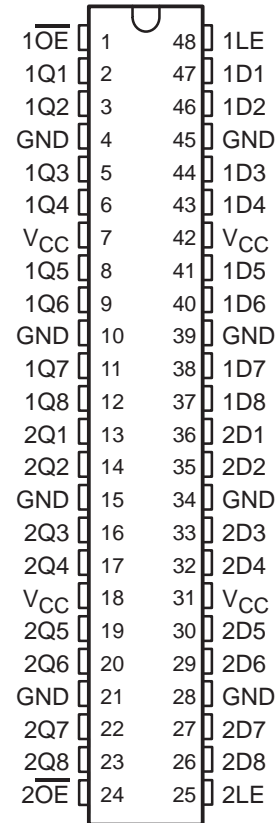 1O̅E̅ 1 48 1LE
1Q1 2 47 1D1
1Q2 3 46 1D2
GND 4 45 GND
1Q3 5 44 1D3
1Q4 6 43 1D4
VCC 7 42 VCC
1Q5 8 41 1D5
1Q6 9 40 1D6
GND 10 39 GND
1Q7 11 38 1D7
1Q8 12 37 1D8
2Q1 13 36 2D1
2Q2 14 35 2D2
GND 15 34 GND
2Q3 16 33 2D3
2Q4 17 32 2D4
VCC 18 31 VCC
2Q5 19 30 2D5
2Q6 20 29 2D6
GND 21 28 GND
2Q7 22 27 2D7
2Q8 23 26 2D8
2O̅E̅ 24 25 2LE